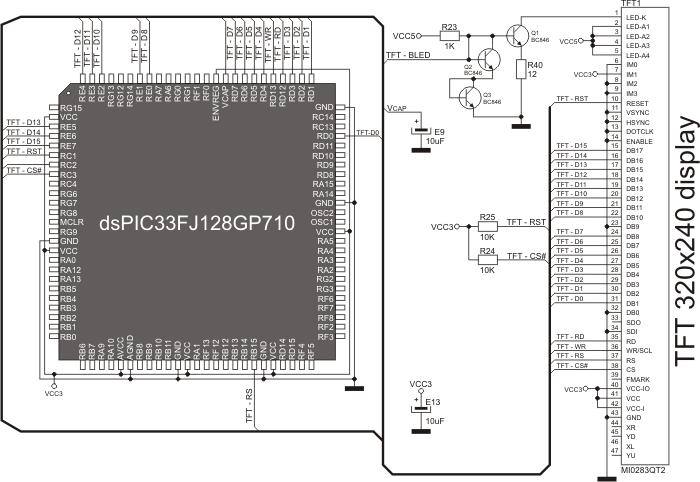 TFT1
VCC5
R23
1K
Q1
BC846
TFT - BLED
Q2
BC846
R40
12
Q3
BC846
VCAP
E9
10uF
VCC3
R25
10K
TFT - RST
R24
10K
TFT - CS#
VCC3
E13
10uF
TFT - D12
TFT - D11
TFT - D10
TFT - D9
TFT - D8
TFT - D7
TFT - D6
TFT - D5
TFT - D4
TFT - WR
TFT - RD
TFT - D3
TFT - D2
TFT - D1
RE4
RE3
RE2
RG13
RG12
RG14
RE1
RE0
RA7
RA6
RG0
RG1
RF1
RF0
ENVREG
VCAP
RD7
RD6
RD5
RD4
RD13
RD12
RD3
RD2
RD1
TFT - D13
TFT - D14
TFT - D15
TFT - RST
TFT - CS#
RG15
VCC
RE5
RE6
RE7
RC1
RC2
RC3
RC4
RG6
RG7
RG8
MCLR
RG9
GND
VCC
RA0
RA12
RA13
RB5
RB4
RB3
RB2
RB1
RB0
dsPIC33FJ128GP710
GND
RC14
RC13
RD0
RD11
RD10
RD9
RD8
RA15
RA14
GND
OSC2
OSC1
VCC
RA5
RA4
RA3
RA2
RG2
RG3
RF6
RF7
RF8
RF2
RF3
TFT-D0
RB6
RB7
RA9
RA10
AVCC
AGND
RB8
RB9
RB10
RB11
GND
VCC
RA1
RF13
RF12
RB12
RB13
RB14
RB15
GND
VCC
RD14
RD15
RF4
RF5
VCC3
TFT - RS
VCC5
VCC3
TFT - RST
TFT - D15
TFT - D14
TFT - D13
TFT - D12
TFT - D11
TFT - D10
TFT - D9
TFT - D8
TFT - D7
TFT - D6
TFT - D5
TFT - D4
TFT - D3
TFT - D2
TFT - D1
TFT - D0
TFT - RD
TFT - WR
TFT - RS
TFT - CS#
VCC3
1 LED-K
2 LED-A1
3 LED-A2
4 LED-A3
5 LED-A4
6 IM0
7 IM1
8 IM2
9 IM3
10 RESET
11 VSYNC
12 HSYNC
13 DOTCLK
14 ENABLE
15 DB17
16 DB16
17 DB15
18 DB14
19 DB13
20 DB12
21 DB11
22 DB10
23 DB9
24 DB8
25 DB7
26 DB6
27 DB5
28 DB4
29 DB3
30 DB2
31 DB1
32 DB0
33 SDO
34 SDI
35 RD
36 WR/SCL
37 RS
38 CS
39 FMARK
40 VCC-IO
41 VCC
42 VCC-I
43 GND
44 XR
45 YD
46 XL
47 YU
MI0283QT2
TFT 320x240 display